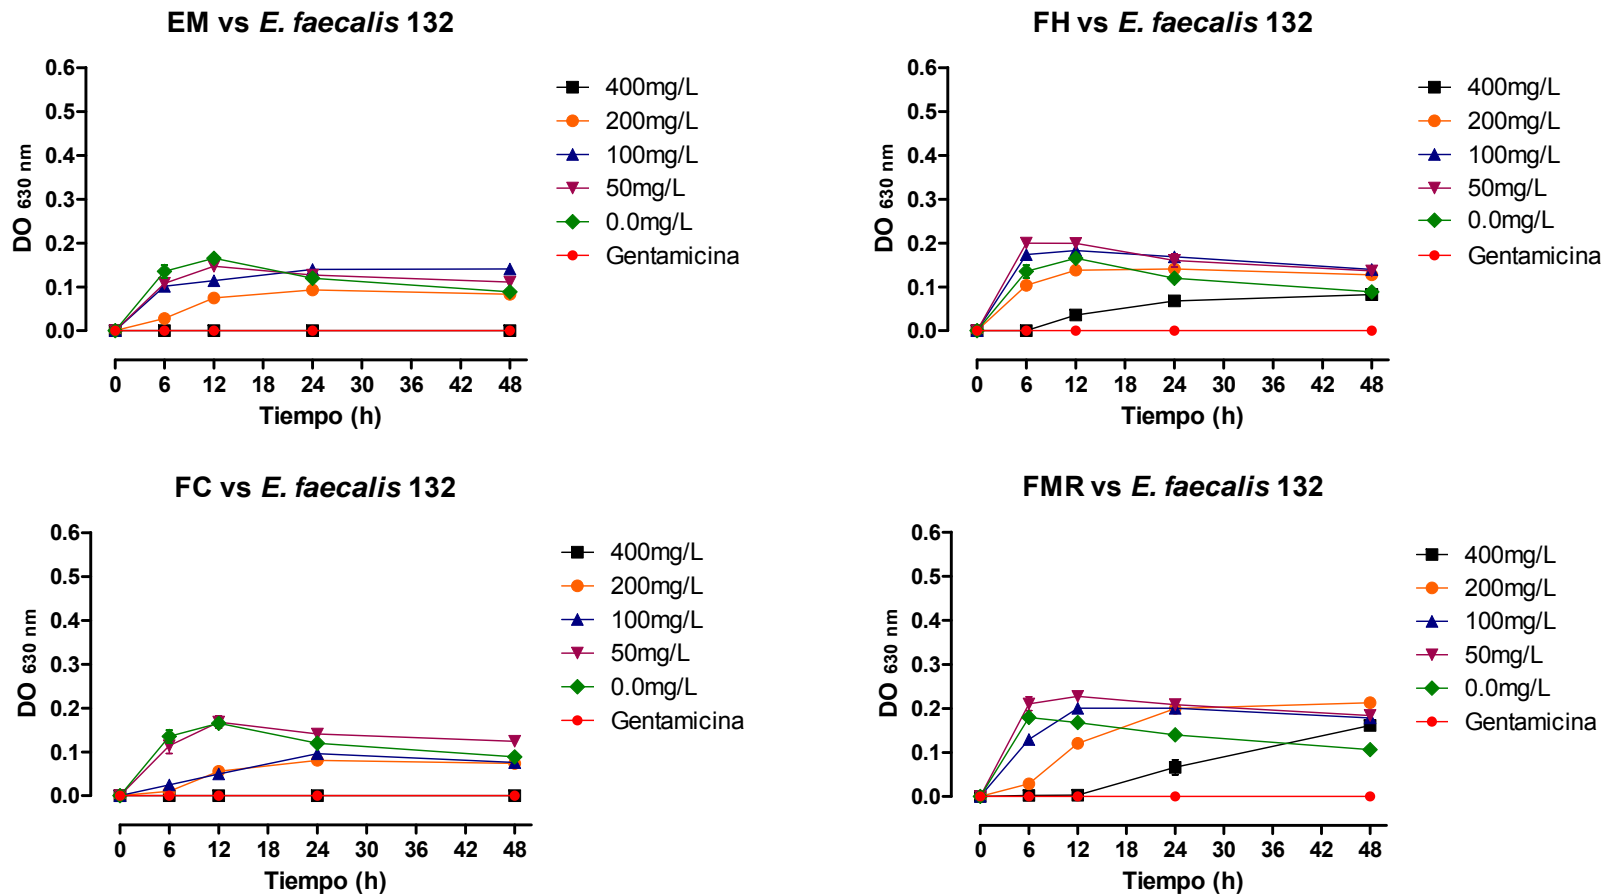 EM vs E. faecalis 132
0.6
0.5
0.4
0.3
0.2
0.1
0.0
DO 630 nm
0 6 12 18 24 30 36 42 48
Tiempo (h)
400mg/L
200mg/L
100mg/L
50mg/L
0.0mg/L
Gentamicina
FH vs E. faecalis 132
0.6
0.5
0.4
0.3
0.2
0.1
0.0
DO 630 nm
0 6 12 18 24 30 36 42 48
Tiempo (h)
400mg/L
200mg/L
100mg/L
50mg/L
0.0mg/L
Gentamicina
FC vs E. faecalis 132
0.6
0.5
0.4
0.3
0.2
0.1
0.0
DO 630 nm
0 6 12 18 24 30 36 42 48
Tiempo (h)
400mg/L
200mg/L
100mg/L
50mg/L
0.0mg/L
Gentamicina
FMR vs E. faecalis 132
0.6
0.5
0.4
0.3
0.2
0.1
0.0
DO 630 nm
0 6 12 18 24 30 36 42 48
Tiempo (h)
400mg/L
200mg/L
100mg/L
50mg/L
0.0mg/L
Gentamicina